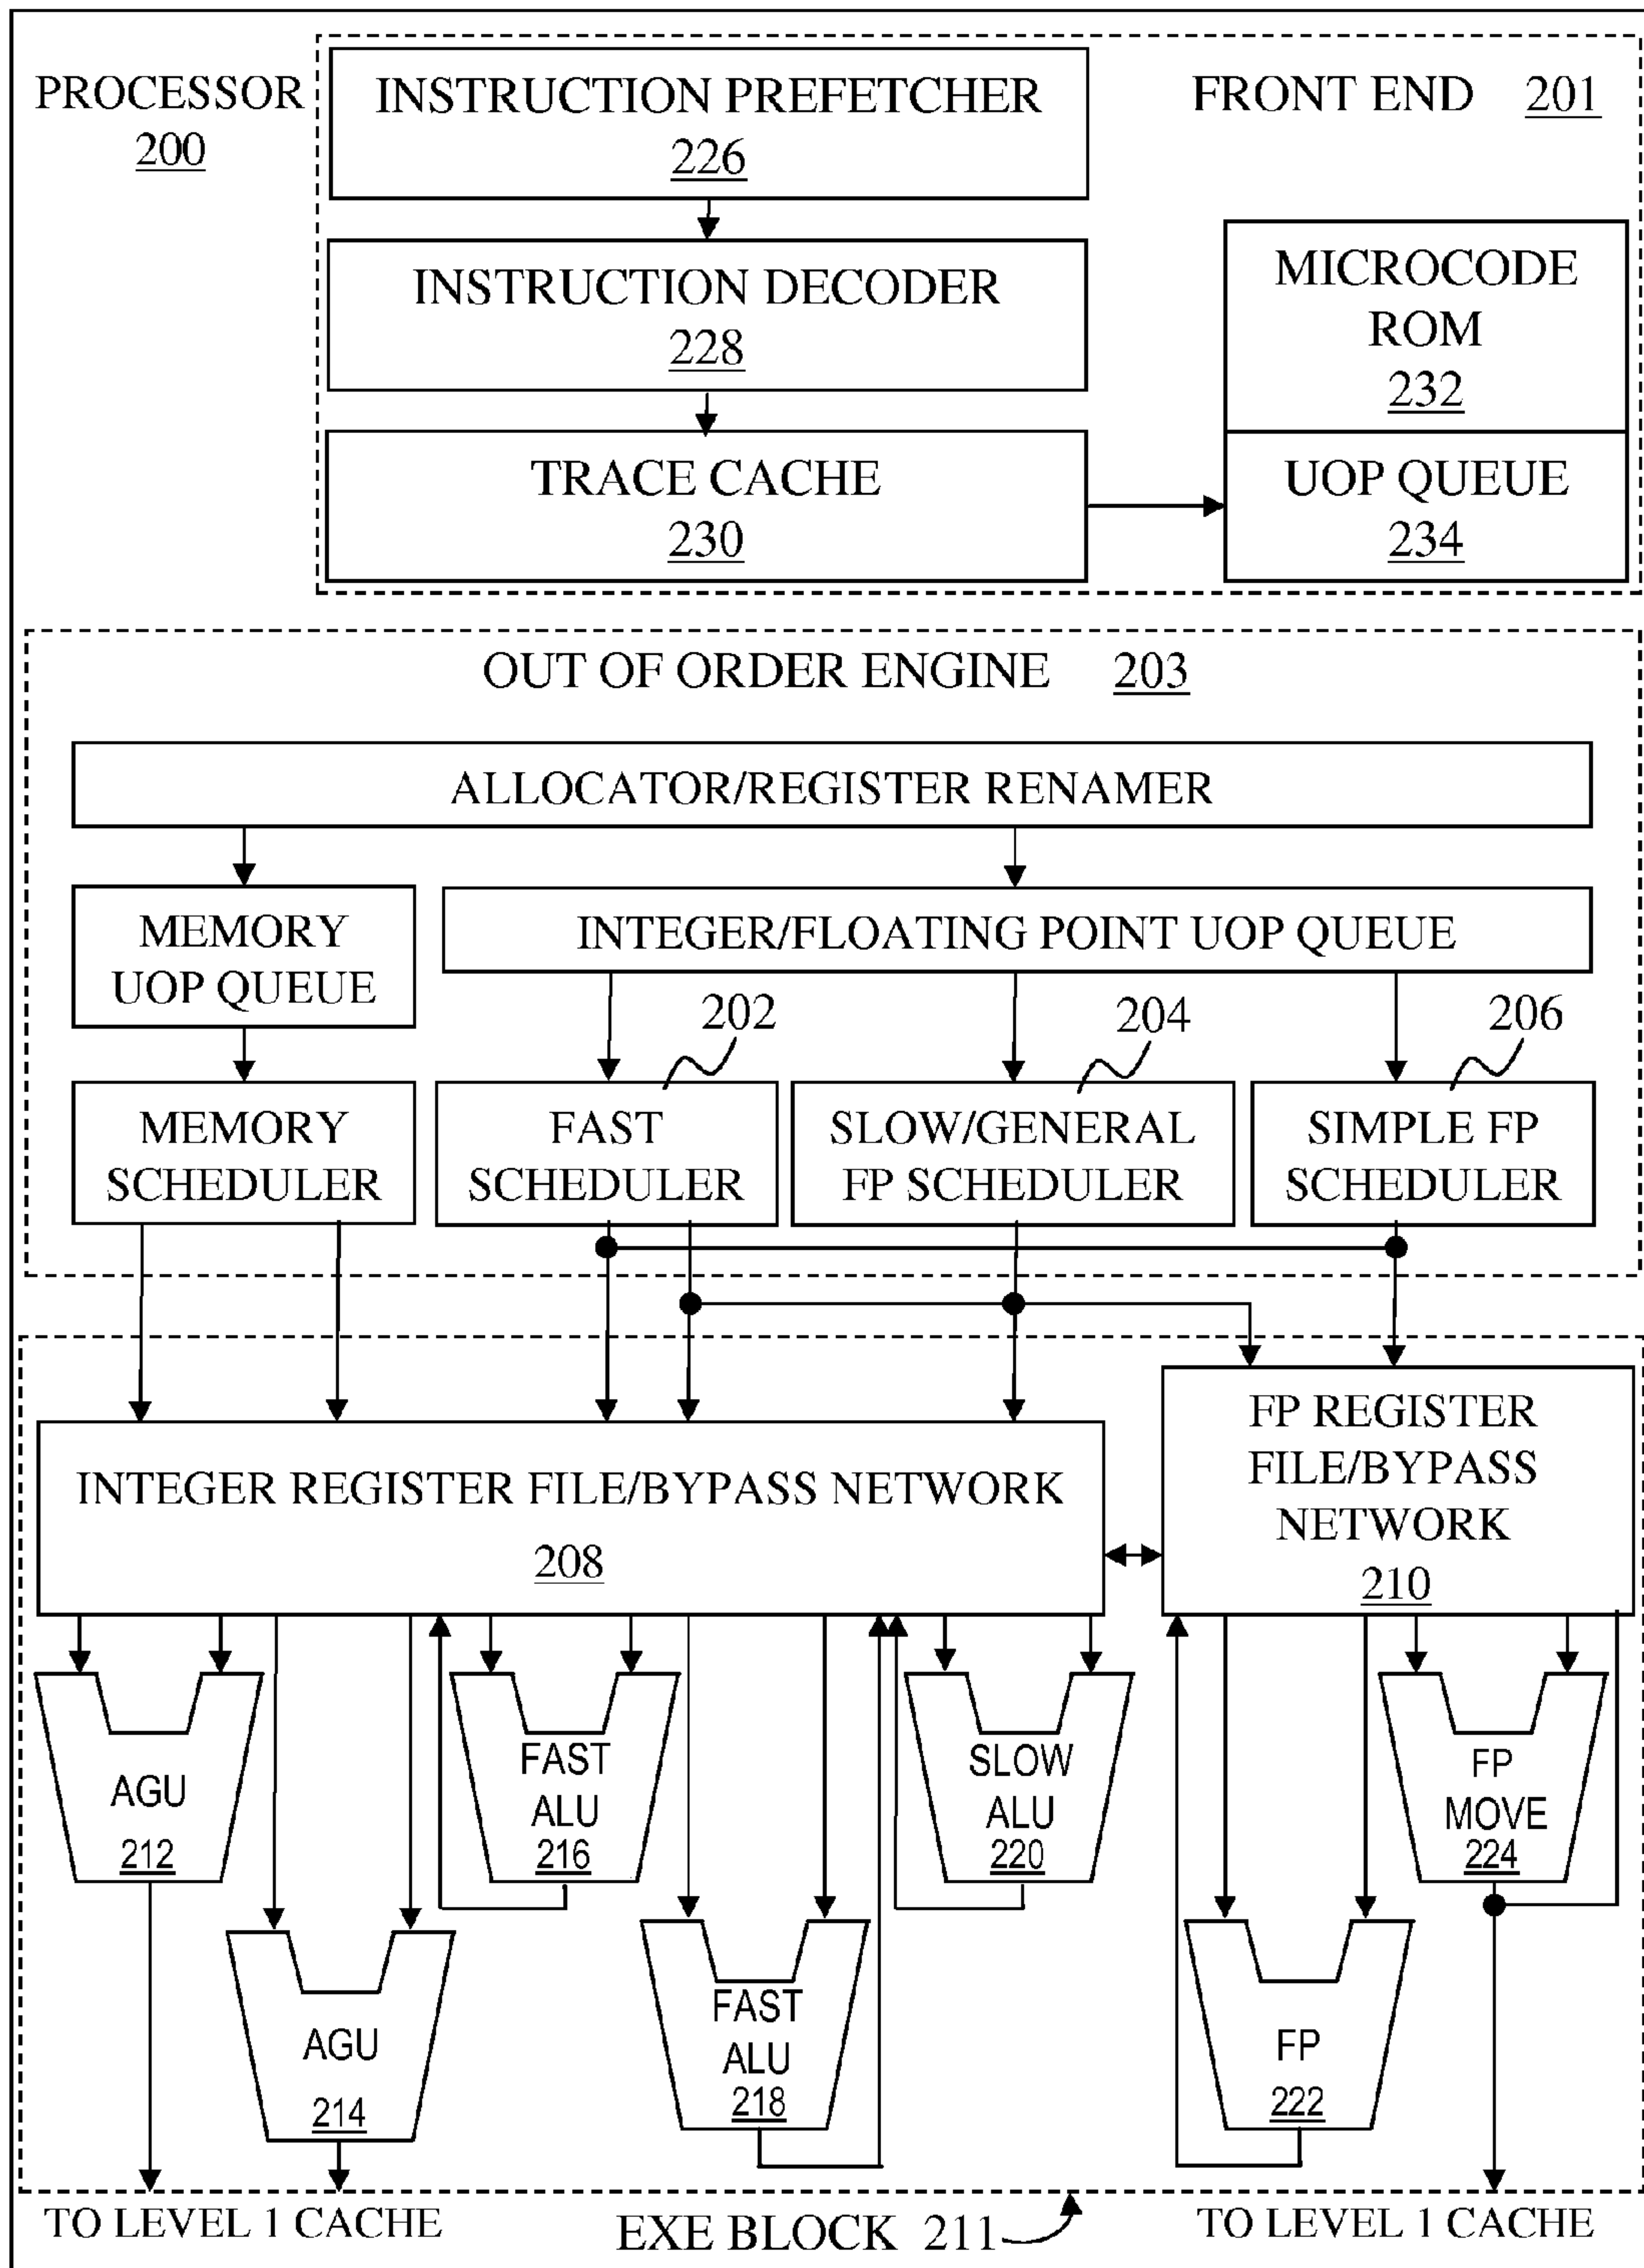 PROCESSOR
200
FRONT END 201
INSTRUCTION PREFETCHER
226
INSTRUCTION DECODER
228
TRACE CACHE
230
MICROCODE
ROM
232
UOP QUEUE
234
OUT OF ORDER ENGINE 203
ALLOCATOR/REGISTER RENAMER
MEMORY
UOP QUEUE
INTEGER/FLOATING POINT UOP QUEUE
202
204
206
MEMORY
SCHEDULER
FAST
SCHEDULER
SLOW/GENERAL
FP SCHEDULER
SIMPLE FP
SCHEDULER
INTEGER REGISTER FILE/BYPASS NETWORK
208
FP REGISTER
FILE/BYPASS
NETWORK
210
AGU
212
AGU
214
FAST
ALU
216
FAST
ALU
218
SLOW
ALU
220
FP
222
FP
MOVE
224
TO LEVEL 1 CACHE
EXE BLOCK 211
TO LEVEL 1 CACHE